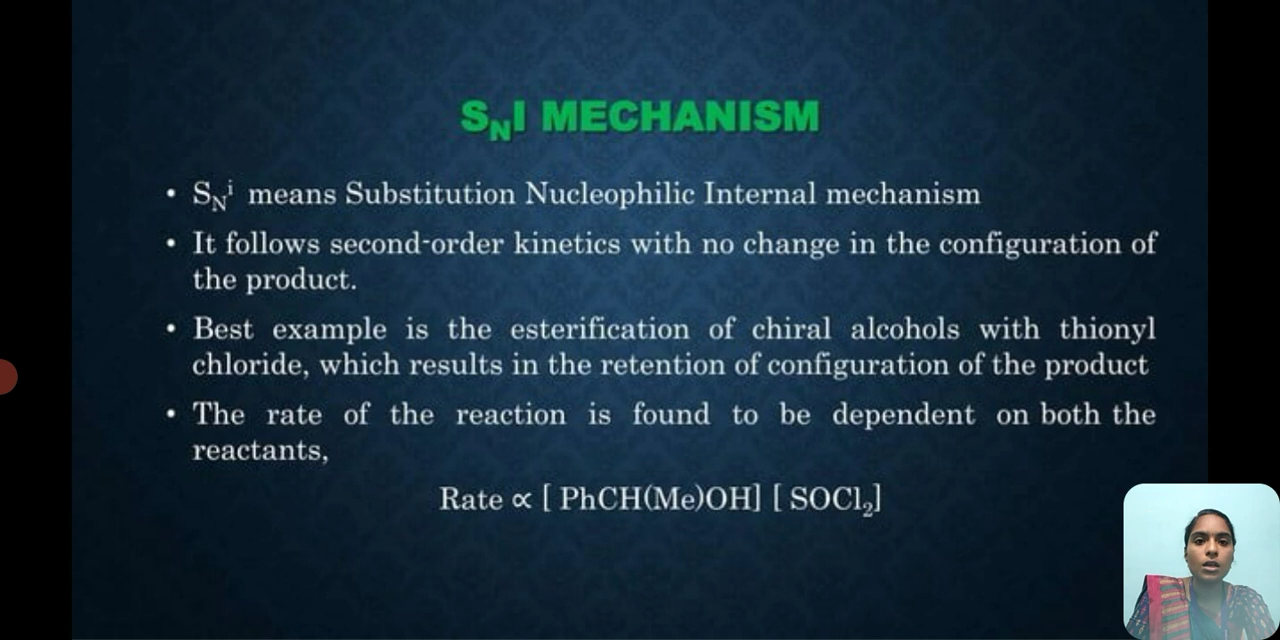 SNI MECHANISM
• SNi means Substitution Nucleophilic Internal mechanism
• It follows second-order kinetics with no change in the configuration of
the product.
• Best example is the esterification of chiral alcohols with thionyl
chloride, which results in the retention of configuration of the product
• The rate of the reaction is found to be dependent on both the
reactants,
Rate ∝ [ PhCH(Me)OH] [ SOCl₂]